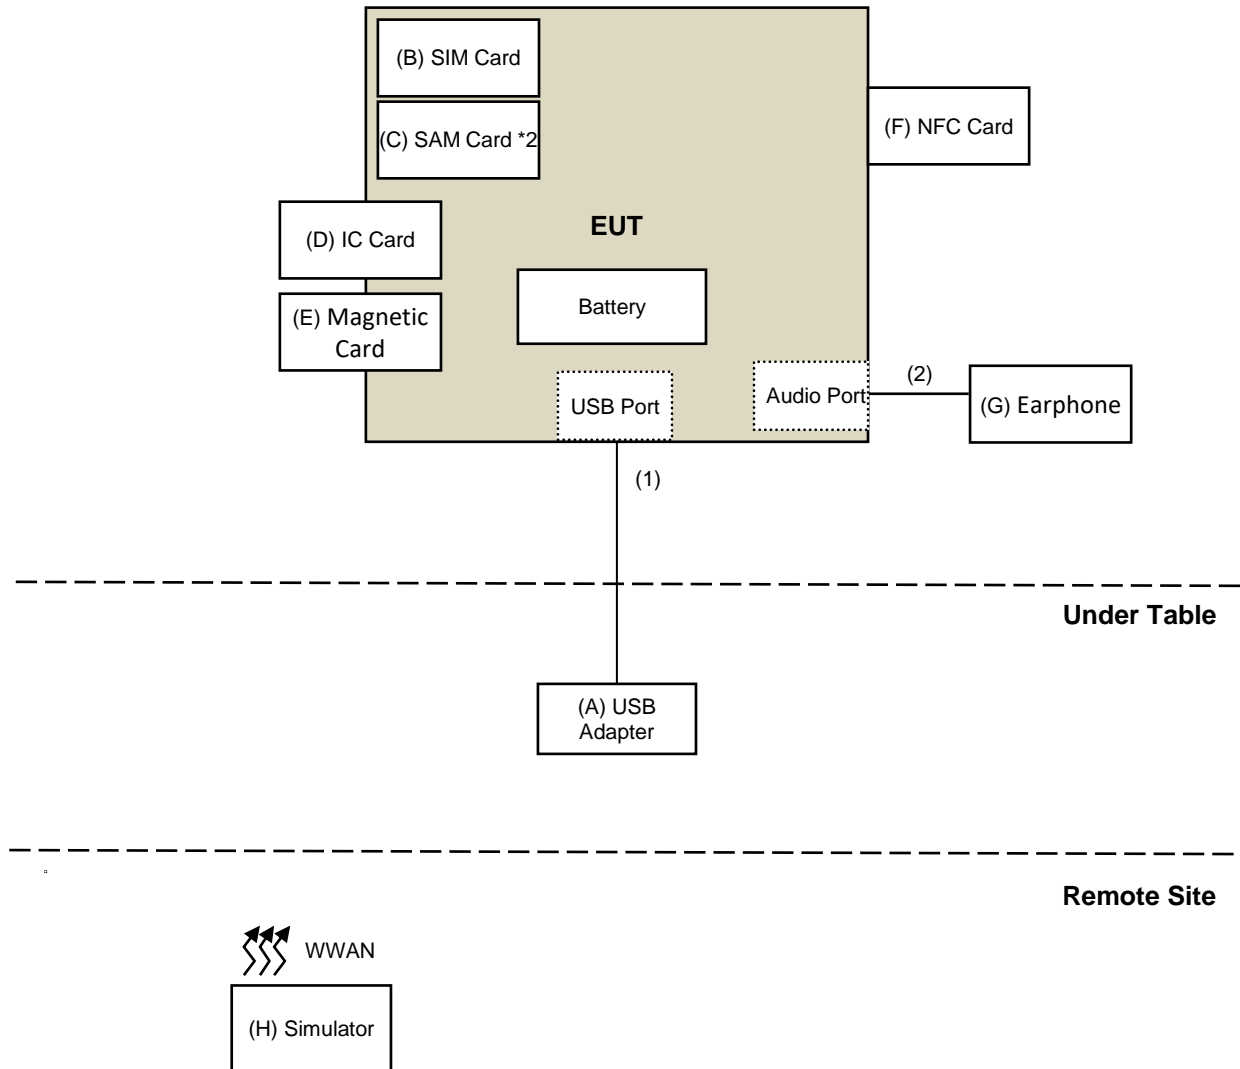 (B) SIM Card
(C) SAM Card *2
(F) NFC Card
(D) IC Card
EUT
(E) Magnetic
Card
Battery
USB Port
Audio Port
(2)
(G) Earphone
(1)
Under Table
(A) USB
Adapter
Remote Site
WWAN
(H) Simulator